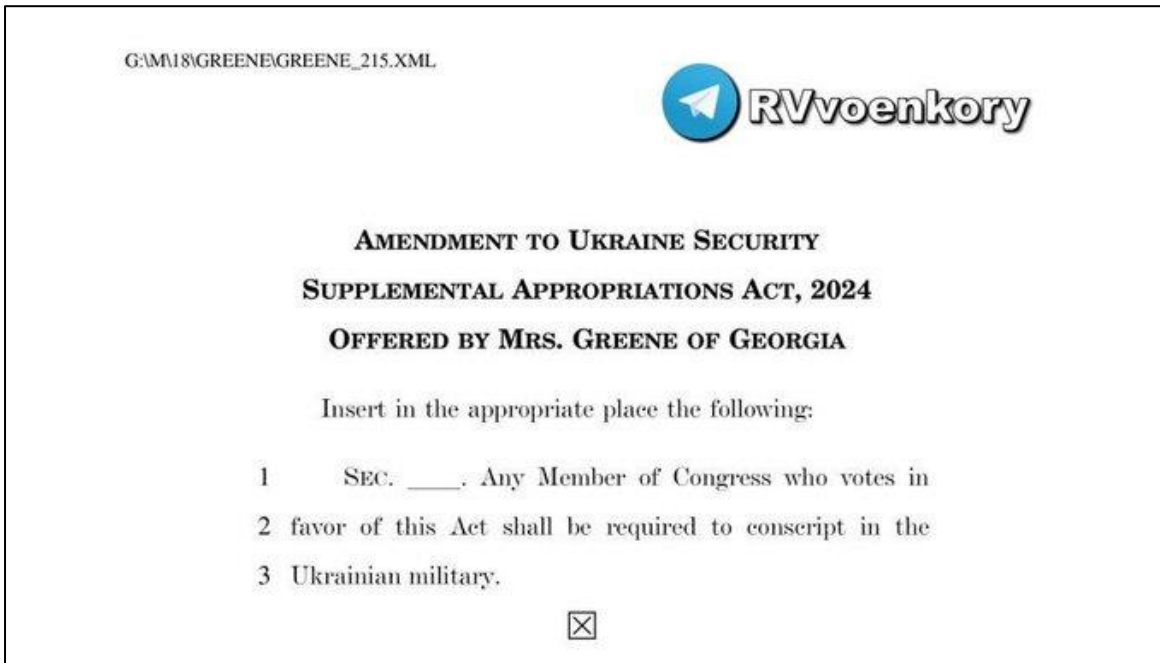 G:\M\18\GREENE\GREENE_215.XML
RVvoenkory
AMENDMENT TO UKRAINE SECURITY
SUPPLEMENTAL APPROPRIATIONS ACT, 2024
OFFERED BY MRS. GREENE OF GEORGIA
Insert in the appropriate place the following:
1 SEC. ____. Any Member of Congress who votes in
2 favor of this Act shall be required to conscript in the
3 Ukrainian military.